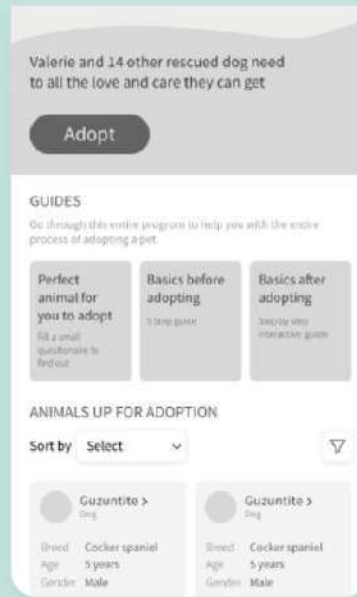 Valerie and 14 other rescued dog need
to all the love and care they can get
Adopt
GUIDES
Go through this entire program to help you with the entire
process of adopting a pet.
Perfect
animal for
you to adopt
Fill a small
questionaire to
find out
Basics before
adopting
5 Step guide
Basics after
adopting
Step by step
interactive guide
ANIMALS UP FOR ADOPTION
Sort by Select
Guzuntite >
Dog
Breed Cocker spaniel
Age 5 years
Gender Male
Guzuntite >
Dog
Breed Cocker spaniel
Age 5 years
Gender Male